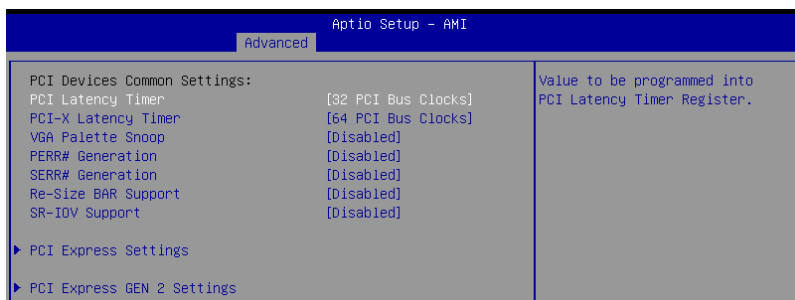 Aptio Setup – AMI
Advanced
PCI Devices Common Settings:
PCI Latency Timer [32 PCI Bus Clocks]
PCI-X Latency Timer [64 PCI Bus Clocks]
VGA Palette Snoop [Disabled]
PERR# Generation [Disabled]
SERR# Generation [Disabled]
Re-Size BAR Support [Disabled]
SR-IOV Support [Disabled]
PCI Express Settings
PCI Express GEN 2 Settings
Value to be programmed into
PCI Latency Timer Register.